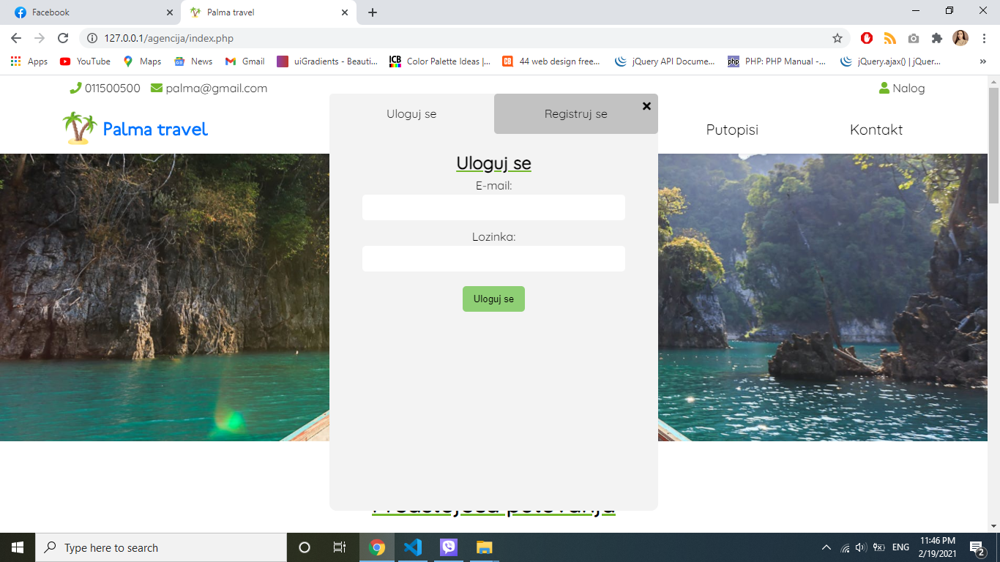 Facebook
Palma travel
127.0.0.1/agencija/index.php
Apps YouTube Maps News Gmail uiGradients - Beauti... ICB Color Palette Ideas |... CB 44 web design free... jQuery API Docume... php PHP: PHP Manual -... jQuery.ajax() | jQuer... »
011500500 palma@gmail.com Nalog
Uloguj se Registruj se
Palma travel Putopisi Kontakt
Uloguj se
E-mail:
Lozinka:
Uloguj se
Type here to search
ENG
11:46 PM
2/19/2021
2